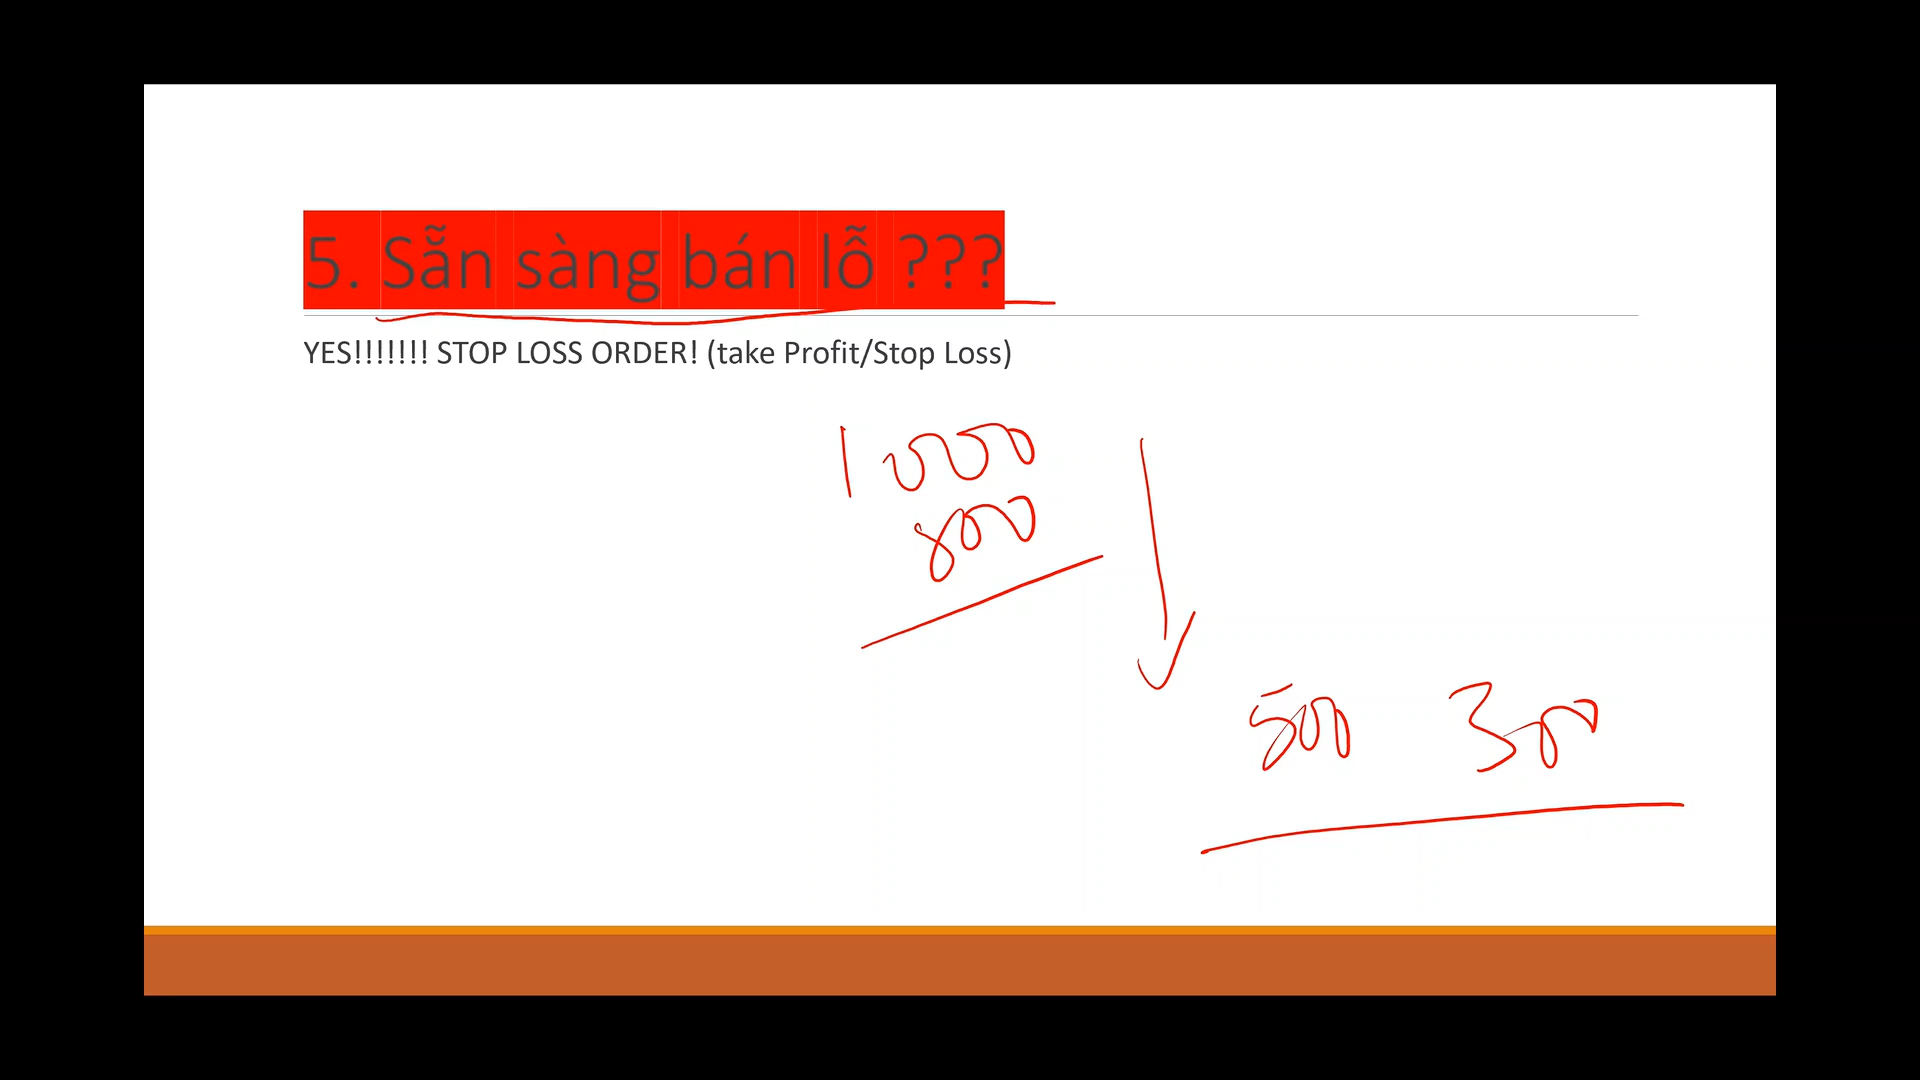 5. Sẵn sàng bán lỗ ???
YES!!!!!!! STOP LOSS ORDER! (take Profit/Stop Loss)
1000
800
500 300